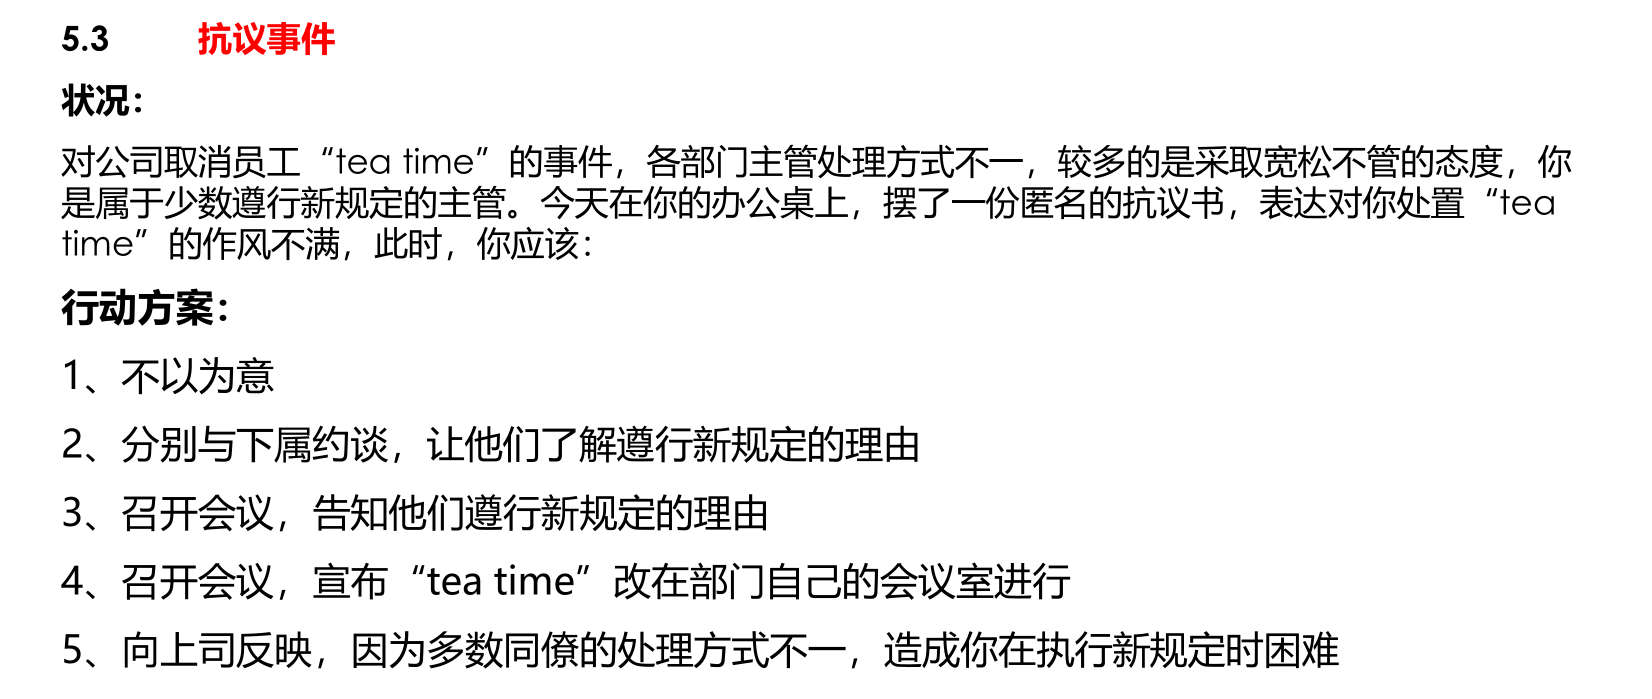 5.3 抗议事件
状况：
对公司取消员工“tea time”的事件，各部门主管处理方式不一，较多的是采取宽松不管的态度，你
是属于少数遵行新规定的主管。今天在你的办公桌上，摆了一份匿名的抗议书，表达对你处置“tea
time”的作风不满，此时，你应该：
行动方案：
1、不以为意
2、分别与下属约谈，让他们了解遵行新规定的理由
3、召开会议，告知他们遵行新规定的理由
4、召开会议，宣布“tea time”改在部门自己的会议室进行
5、向上司反映，因为多数同僚的处理方式不一，造成你在执行新规定时困难